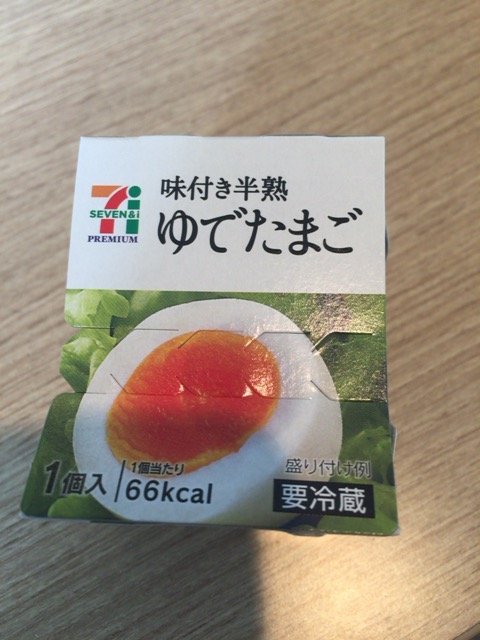 味付き半熟
ゆでたまご
SEVEN&i
PREMIUM
1個入
1個当たり
66kcal
盛り付け例
要冷蔵